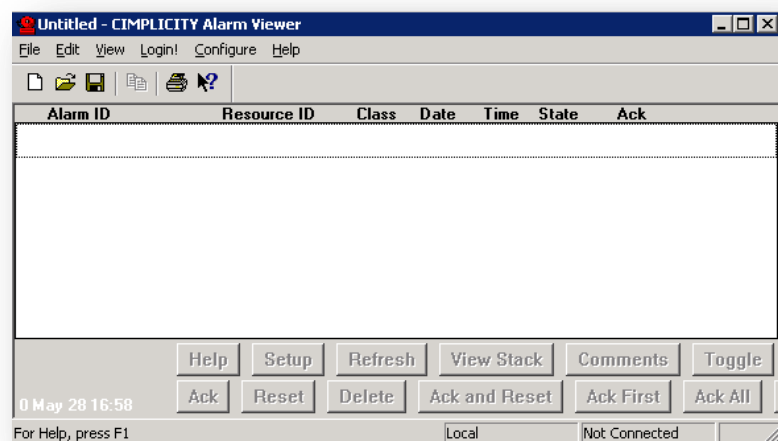 Untitled - CIMPLICITY Alarm Viewer
File Edit View Login! Configure Help
Alarm ID Resource ID Class Date Time State Ack
Help Setup Refresh View Stack Comments Toggle
0 May 28 16:58 Ack Reset Delete Ack and Reset Ack First Ack All
For Help, press F1 Local Not Connected